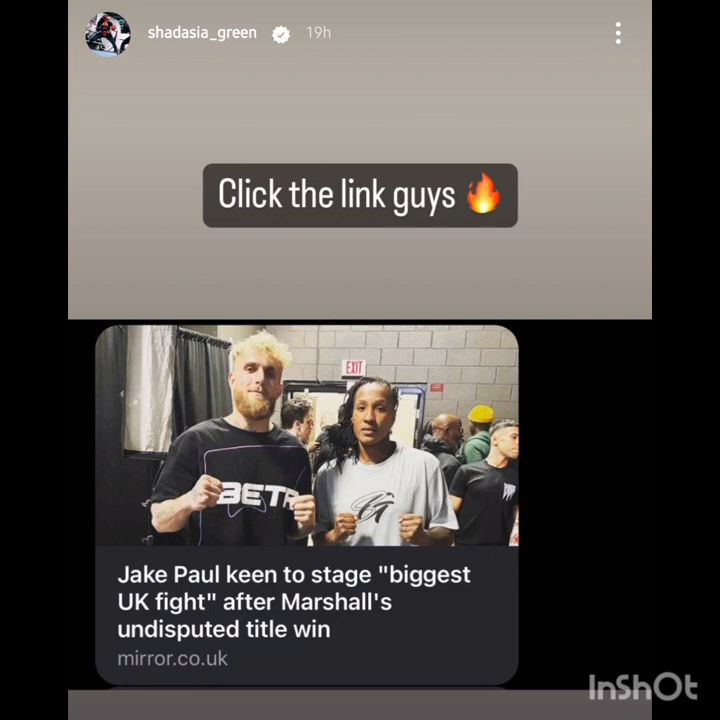 shadasia_green 19h
Click the link guys 🔥
EXIT
BETR
Jake Paul keen to stage "biggest
UK fight" after Marshall's
undisputed title win
mirror.co.uk
InShOt